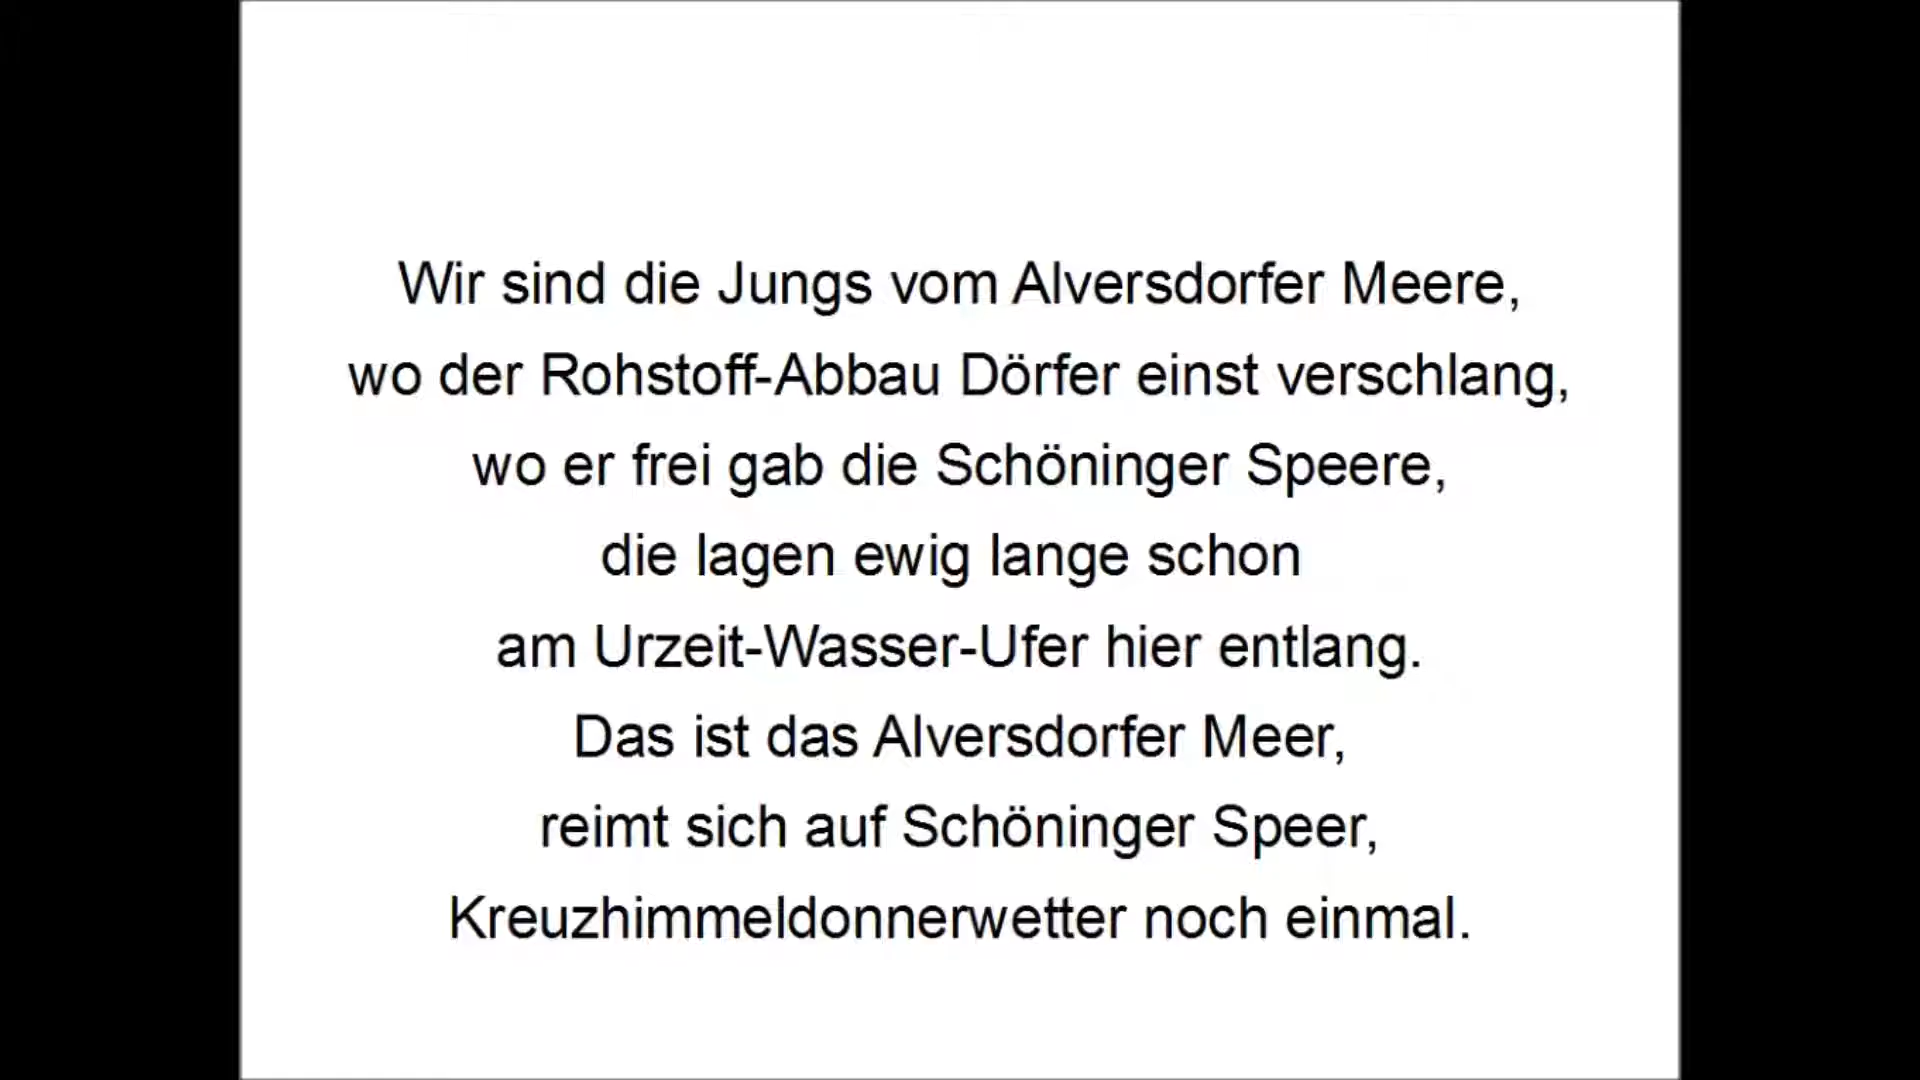 Wir sind die Jungs vom Alversdorfer Meere,
wo der Rohstoff-Abbau Dörfer einst verschlang,
wo er frei gab die Schöninger Speere,
die lagen ewig lange schon
am Urzeit-Wasser-Ufer hier entlang.
Das ist das Alversdorfer Meer,
reimt sich auf Schöninger Speer,
Kreuzhimmeldonnerwetter noch einmal.